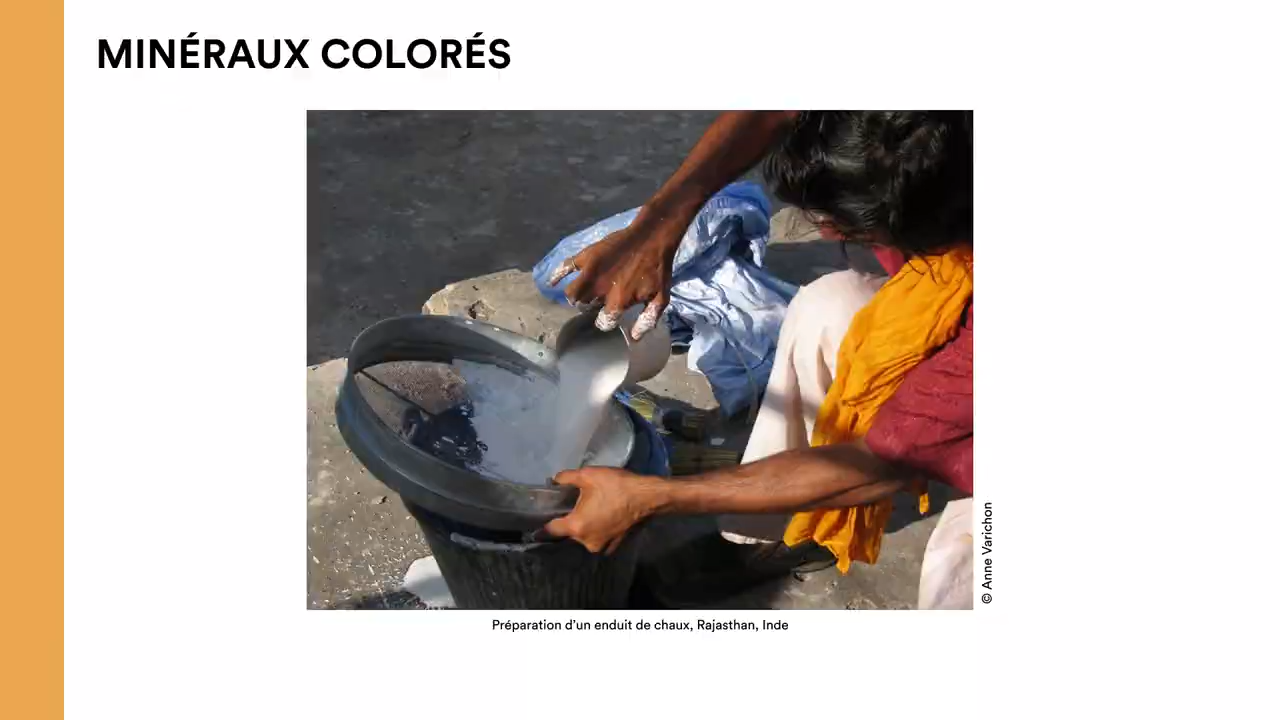 MINÉRAUX COLORÉS
© Anne Varichon
Préparation d’un enduit de chaux, Rajasthan, Inde